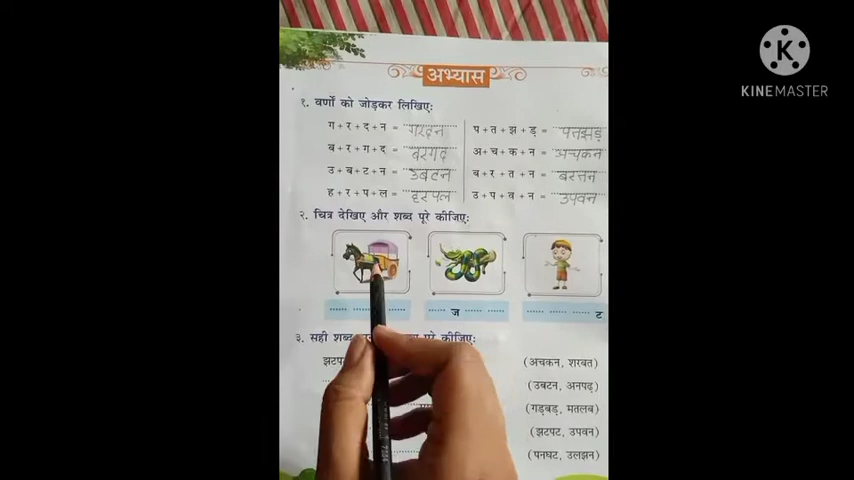 KINEMASTER
अभ्यास
१. वर्णों को जोड़कर लिखिए:
ग + र + द + न = गरदन
प + त + झ + ड़ = पतझड़
ब + र + ग + द = बरगद
अ + च + क + न = अचकन
उ + ब + ट + न = उबटन
ब + र + त + न = बरतन
ह + र + प + ल = हरपल
उ + प + व + न = उपवन
२. चित्र देखिए और शब्द पूरे कीजिए:
ज
ट
३. सही शब्द पूरे कीजिए:
(अचकन, शरबत)
(उबटन, अनपढ़)
(गड़बड़, मतलब)
(झटपट, उपवन)
(पनघट, उलझन)